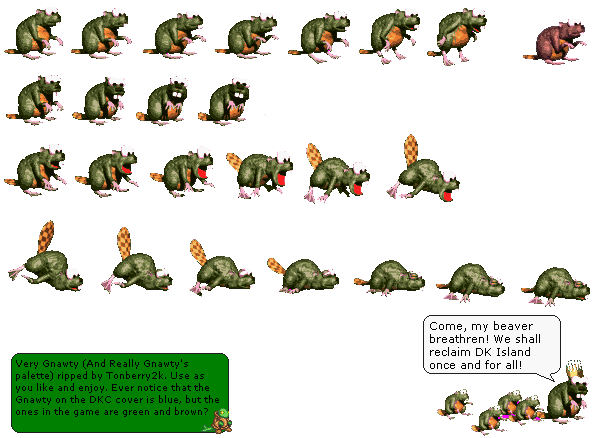 Come, my beaver
breathren! We shall
reclaim DK Island
once and for all!
Very Gnawty (And Really Gnawty's
palette) ripped by Tonberry2k. Use as
you like and enjoy. Ever notice that the
Gnawty on the DKC cover is blue, but the
ones in the game are green and brown?